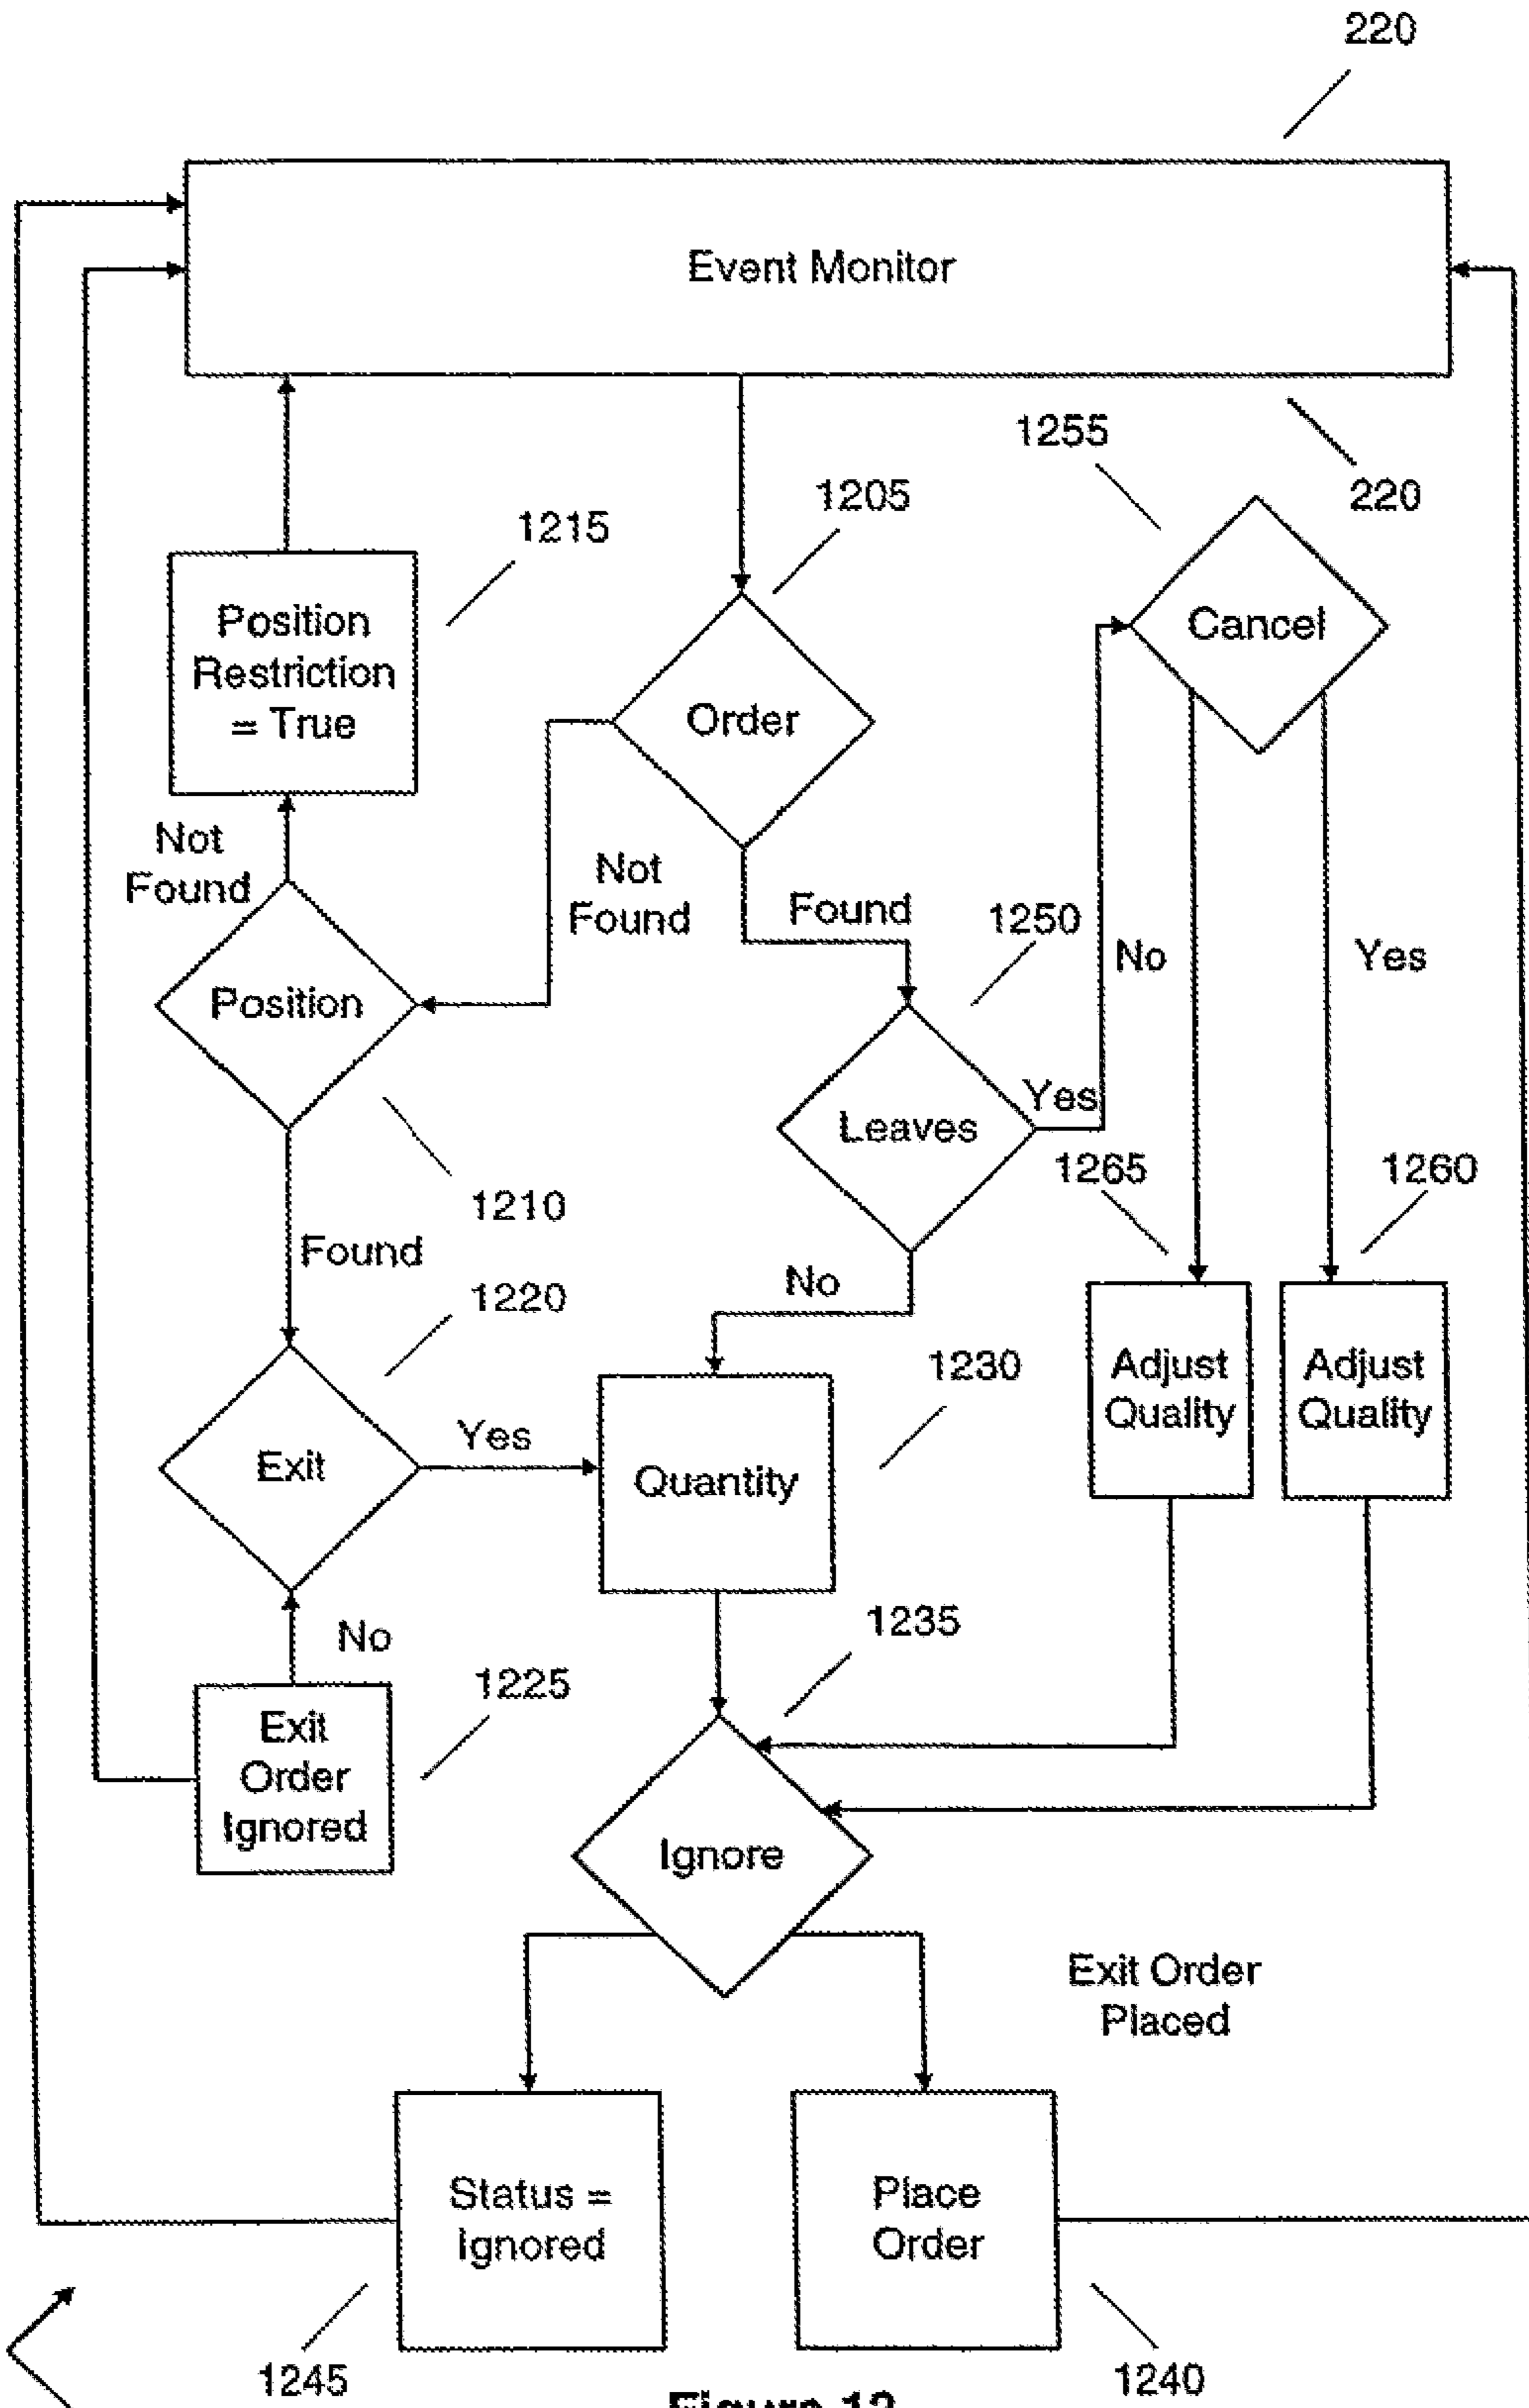 220
Event Monitor
220
1255
1205
1215
Position
Restriction
= True
Cancel
Order
Not
Found
Not
Found
Found
1250
No
Yes
Position
Leaves
Yes
1210
1265
1260
Found
No
1220
1230
Adjust
Quality
Adjust
Quality
Exit
Yes
Quantity
1235
No
1225
Exit
Order
Ignored
Ignore
Exit Order
Placed
Status =
Ignored
Place
Order
1245
1240
Figure 12